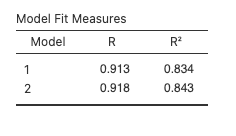 Model Fit Measures
Model R R²
1 0.913 0.834
2 0.918 0.843